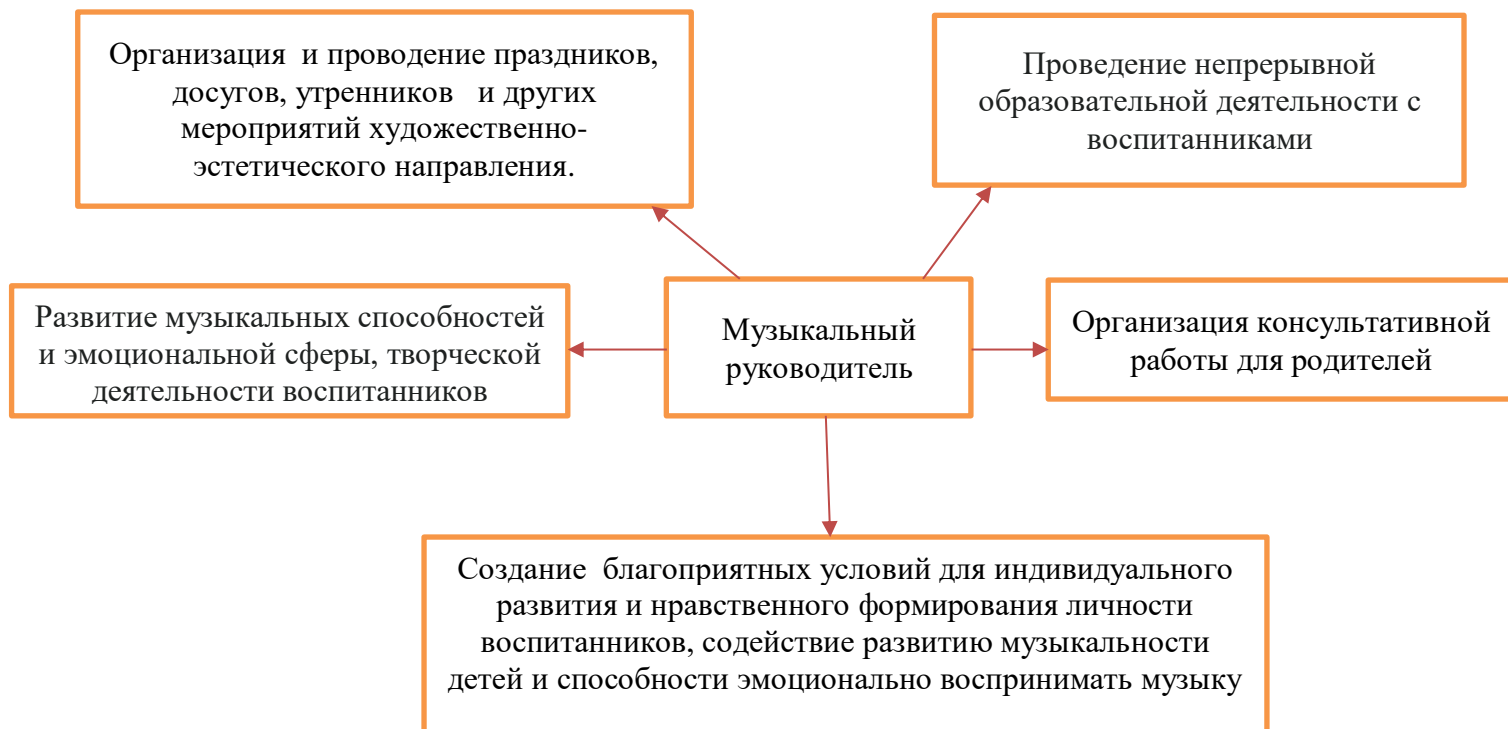 Организация и проводение праздников,
досугов, утренников и других
мероприятий художественно-
эстетического направления.
Проведение непрерывной
образовательной деятельности с
воспитанниками
Развитие музыкальных способностей
и эмоциональной сферы, творческой
деятельности воспитанников
Музыкальный
руководитель
Организация консультативной
работы для родителей
Создание благоприятных условий для индивидуального
развития и нравственного формирования личности
воспитанников, содействие развитию музыкальности
детей и способности эмоционально воспринимать музыку